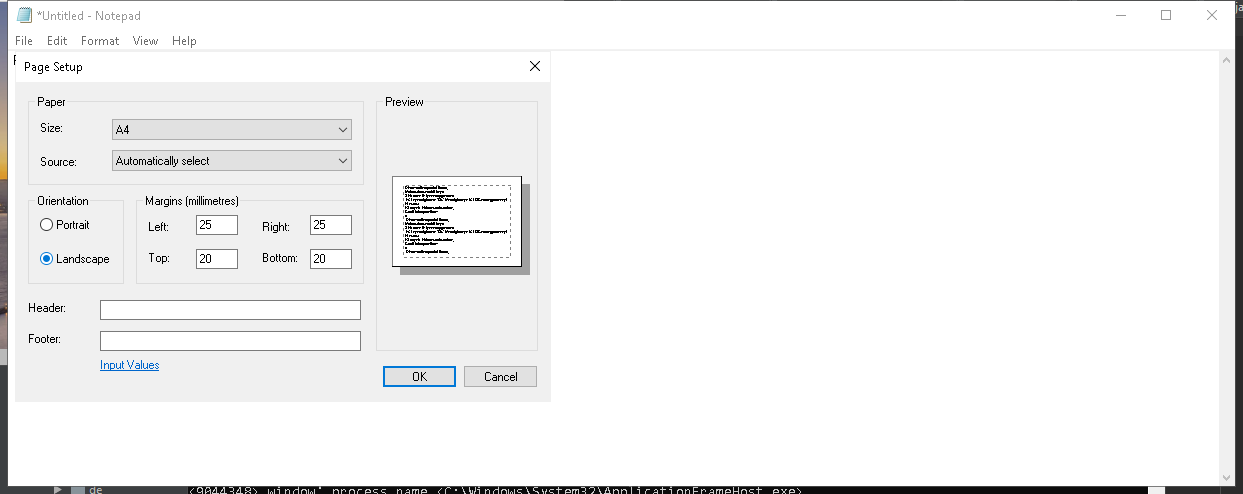 *Untitled - Notepad
File Edit Format View Help
Page Setup
Paper
Size: A4
Source: Automatically select
Orientation
Portrait
Landscape
Margins (millimetres)
Left: 25 Right: 25
Top: 20 Bottom: 20
Header:
Footer:
Input Values
Preview
OK Cancel
de <9044348> window' process name <C:\Windows\System32\ApplicationFrameHost.exe>